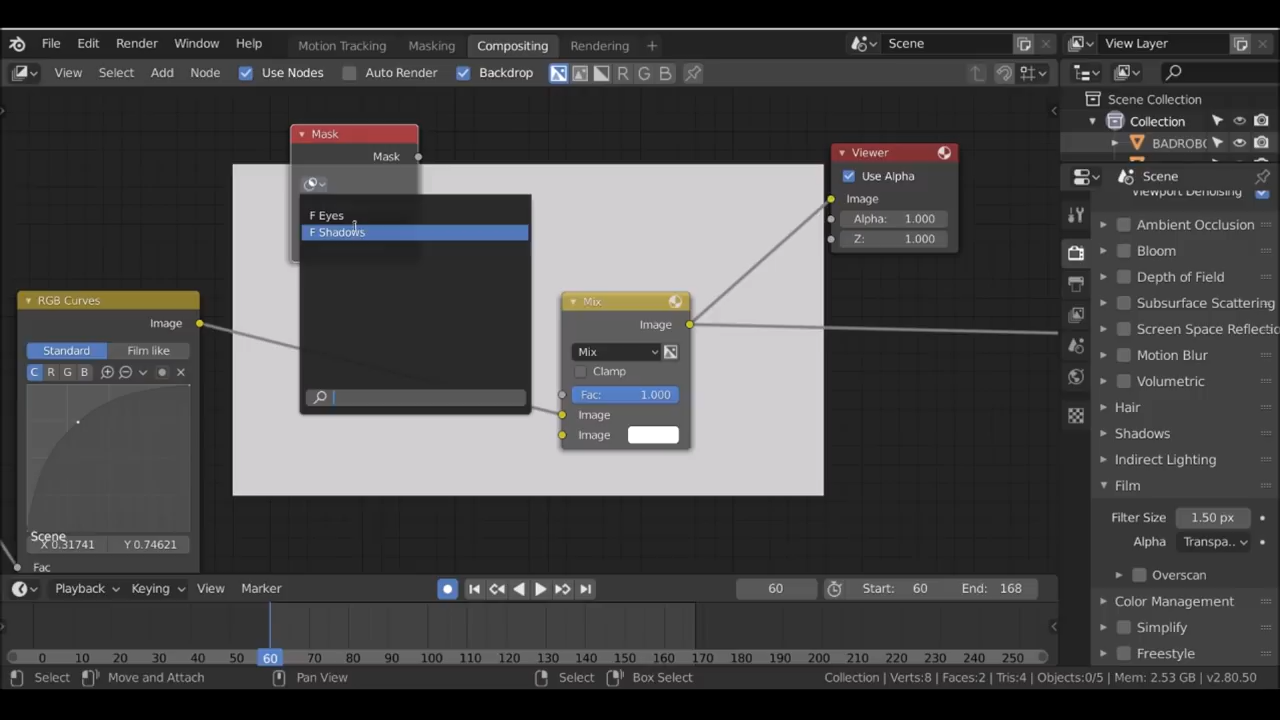 File Edit Render Window Help Motion Tracking Masking Compositing Rendering + Scene View Layer
View Select Add Node Use Nodes Auto Render Backdrop R G B
Scene Collection
Collection
BADROBO
Mask
Mask
F Eyes
F Shadows
Viewer
Use Alpha
Image
Alpha: 1.000
Z: 1.000
RGB Curves
Image
Standard Film like
C R G B
Scene
X 0.31741 Y 0.74621
Fac
Mix
Image
Mix
Clamp
Fac: 1.000
Image
Image
Scene
Viewport Denoising
Ambient Occlusion
Bloom
Depth of Field
Subsurface Scattering
Screen Space Reflectio
Motion Blur
Volumetric
Hair
Shadows
Indirect Lighting
Film
Filter Size 1.50 px
Alpha Transpa..
Overscan
Color Management
Simplify
Freestyle
Playback Keying View Marker 60 Start: 60 End: 168
0 10 20 30 40 50 60 70 80 90 100 110 120 130 140 150 160 170 180 190 200 210 220 230 240 250
Select Move and Attach Pan View Select Box Select Collection | Verts:8 | Faces:2 | Tris:4 | Objects:0/5 | Mem: 2.53 GB | v2.80.50